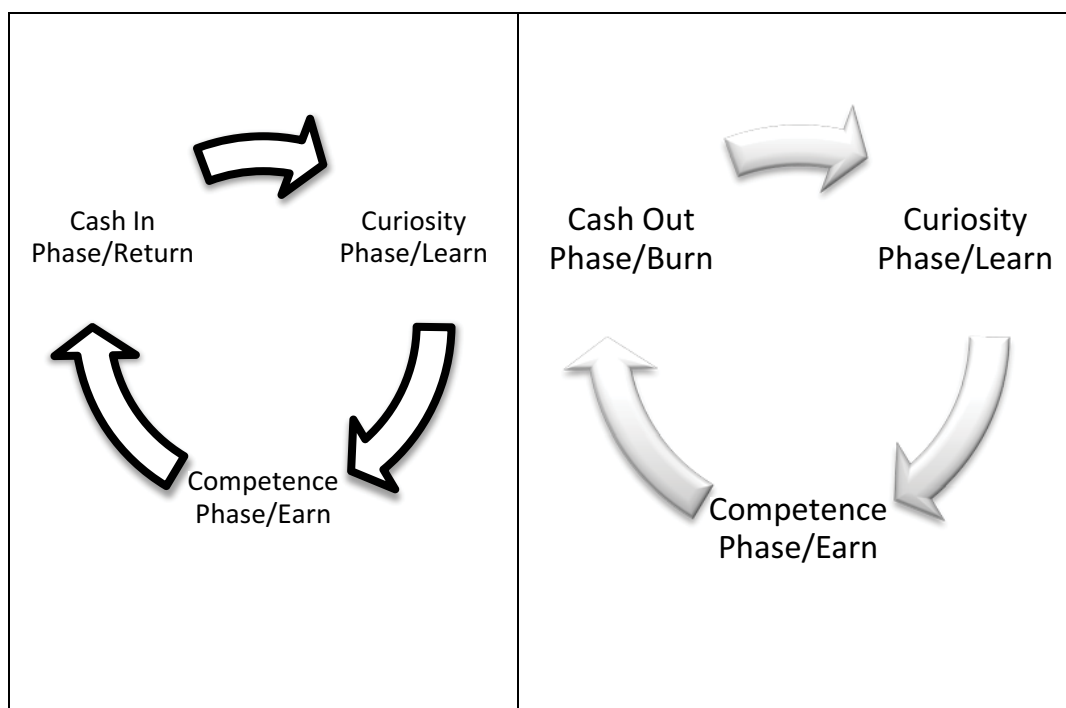 Cash In
Phase/Return
Curiosity
Phase/Learn
Competence
Phase/Earn
Cash Out
Phase/Burn
Curiosity
Phase/Learn
Competence
Phase/Earn